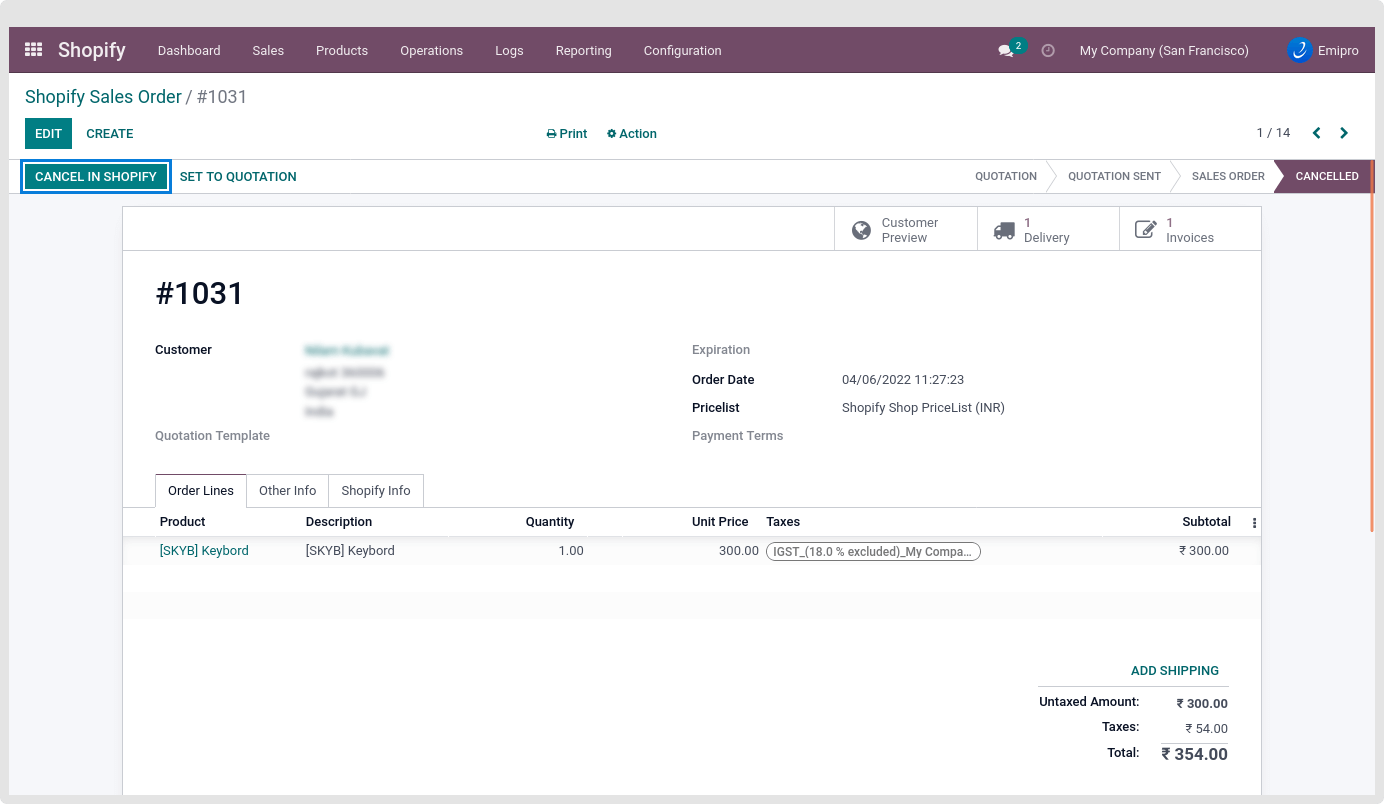 Shopify Dashboard Sales Products Operations Logs Reporting Configuration 2 My Company (San Francisco) Emipro
Shopify Sales Order / #1031
EDIT CREATE Print Action 1 / 14
CANCEL IN SHOPIFY SET TO QUOTATION QUOTATION QUOTATION SENT SALES ORDER CANCELLED
Customer Preview
1 Delivery
1 Invoices
#1031
Customer
Expiration
Order Date 04/06/2022 11:27:23
Pricelist Shopify Shop PriceList (INR)
Quotation Template
Payment Terms
Order Lines Other Info Shopify Info
Product Description Quantity Unit Price Taxes Subtotal
[SKYB] Keybord [SKYB] Keybord 1.00 300.00 IGST_(18.0 % excluded)_My Compa... ₹ 300.00
ADD SHIPPING
Untaxed Amount: ₹ 300.00
Taxes: ₹ 54.00
Total: ₹ 354.00